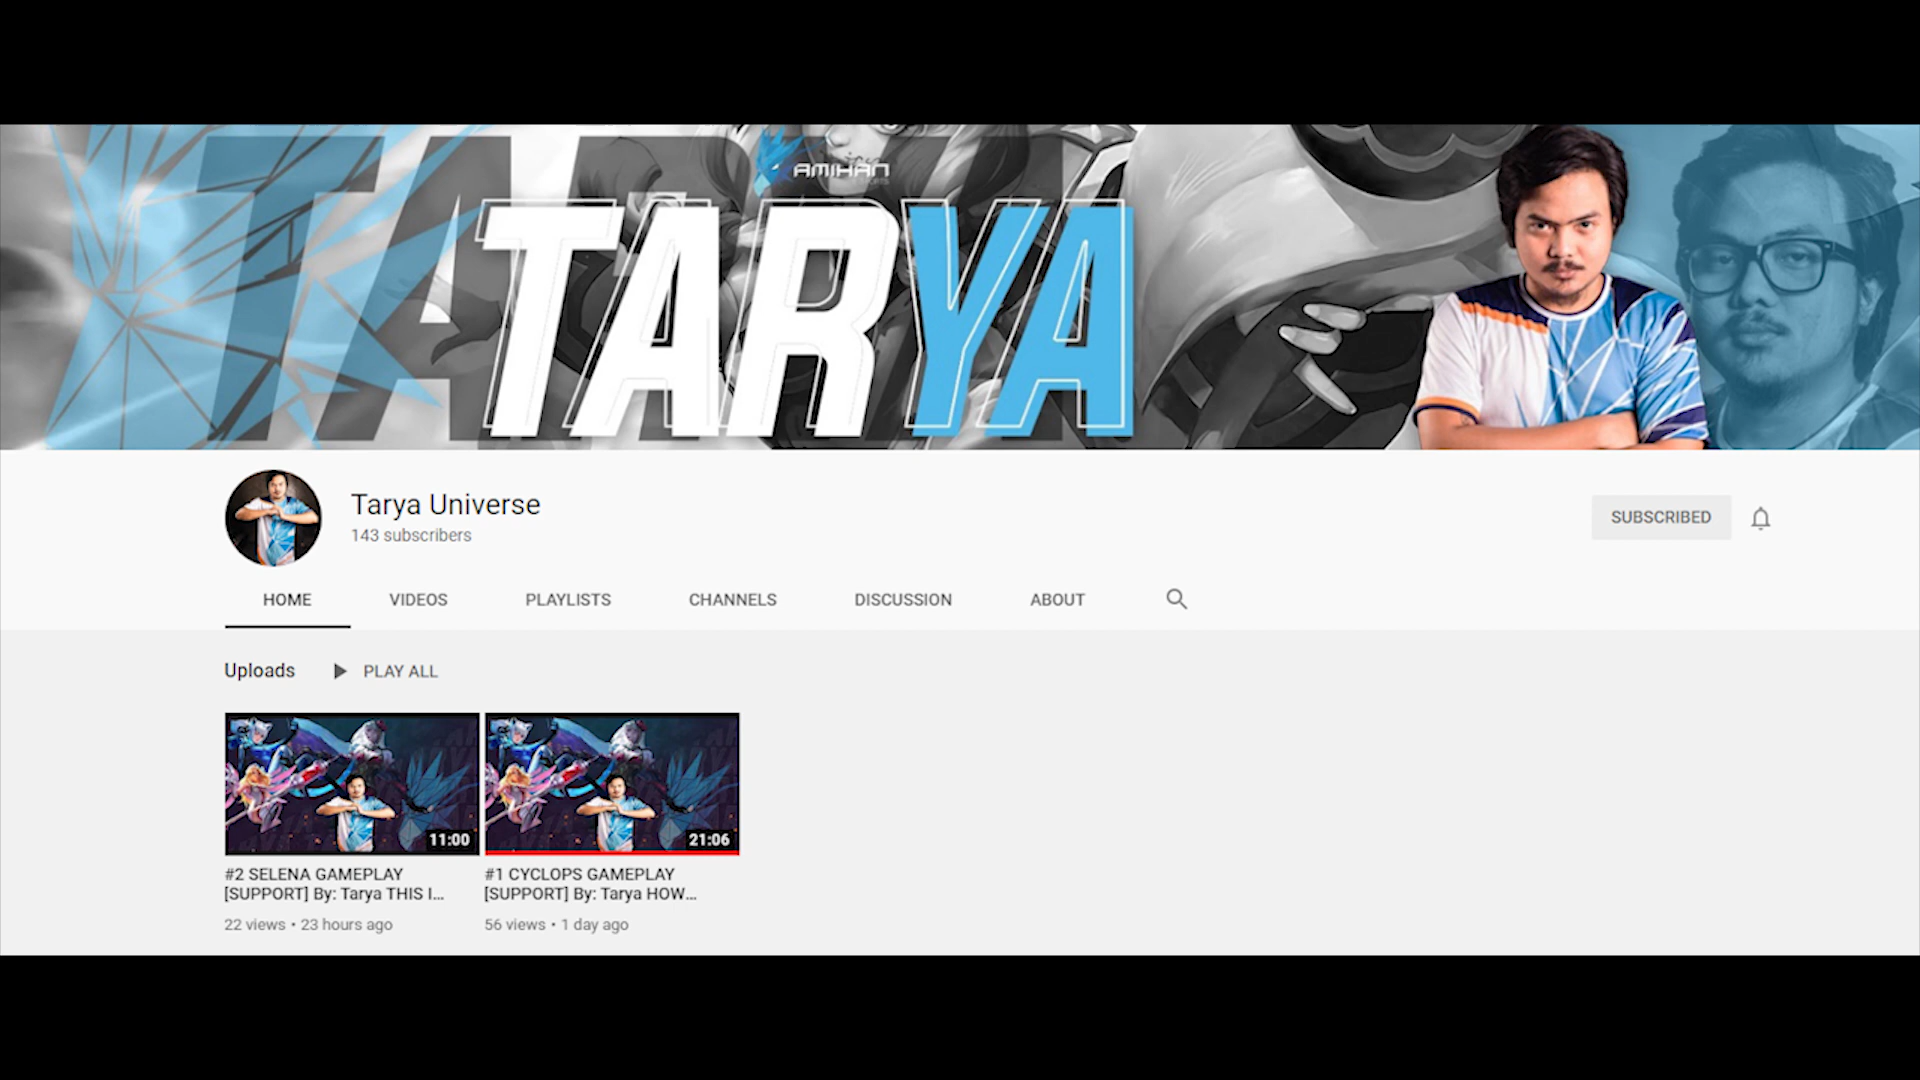 AMIHAN
TARYA
Tarya Universe
143 subscribers
SUBSCRIBED
HOME
VIDEOS
PLAYLISTS
CHANNELS
DISCUSSION
ABOUT
Uploads
PLAY ALL
11:00
21:06
#2 SELENA GAMEPLAY
[SUPPORT] By: Tarya THIS I...
22 views • 23 hours ago
#1 CYCLOPS GAMEPLAY
[SUPPORT] By: Tarya HOW...
56 views • 1 day ago